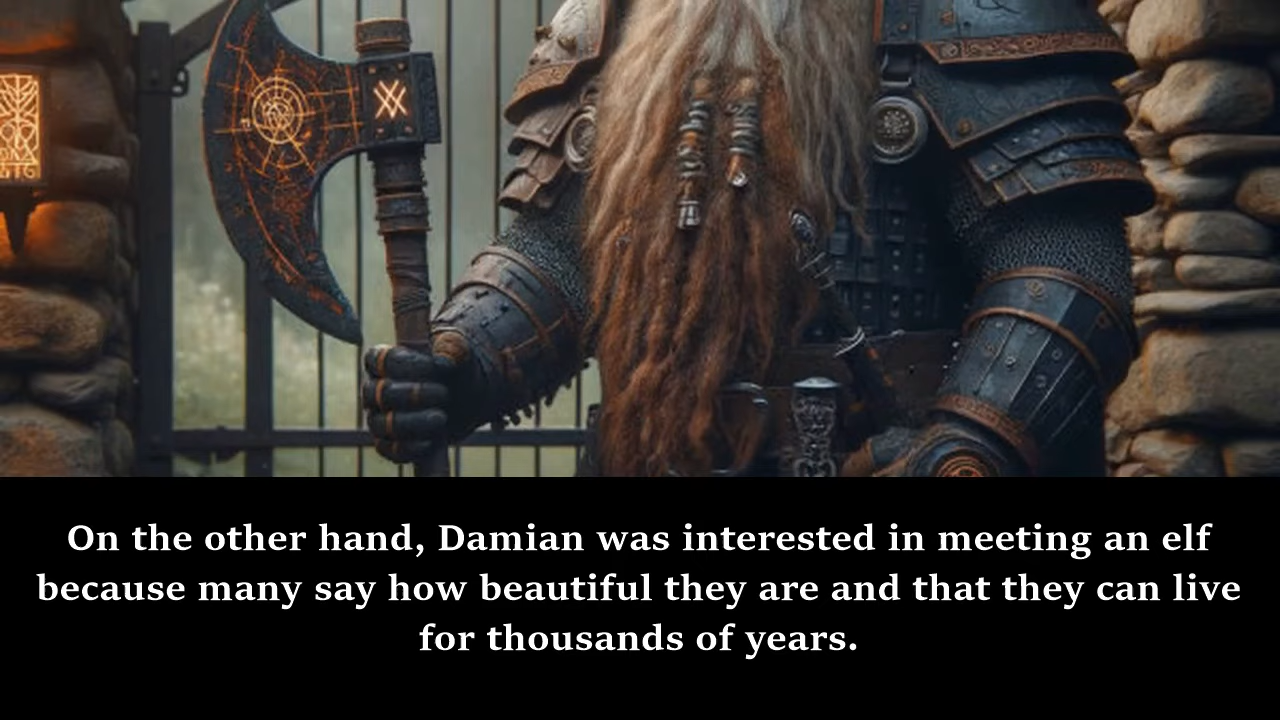 On the other hand, Damian was interested in meeting an elf
because many say how beautiful they are and that they can live
for thousands of years.